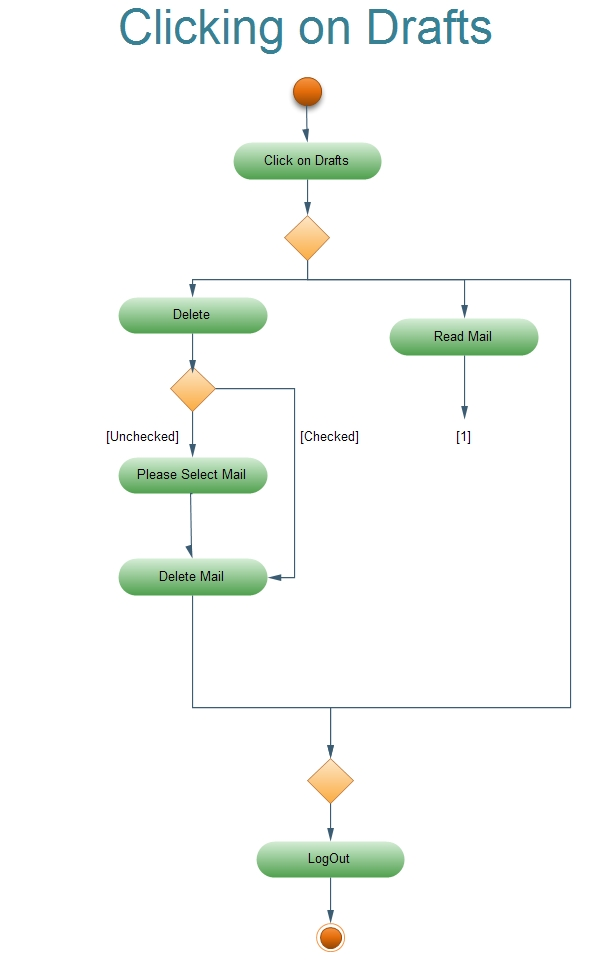 Clicking on Drafts
Click on Drafts
Delete
Read Mail
[Unchecked]
[Checked]
[1]
Please Select Mail
Delete Mail
LogOut